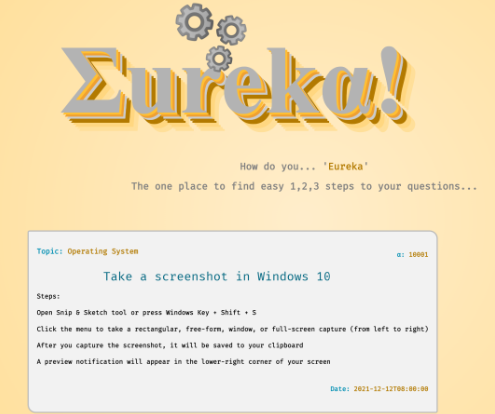 Σureka!
How do you... 'Eureka'
The one place to find easy 1,2,3 steps to your questions...
Topic: Operating System
α: 10001
Take a screenshot in Windows 10
Steps:
Open Snip & Sketch tool or press Windows Key + Shift + S
Click the menu to take a rectangular, free-form, window, or full-screen capture (from left to right)
After you capture the screenshot, it will be saved to your clipboard
A preview notification will appear in the lower-right corner of your screen
Date: 2021-12-12T08:00:00